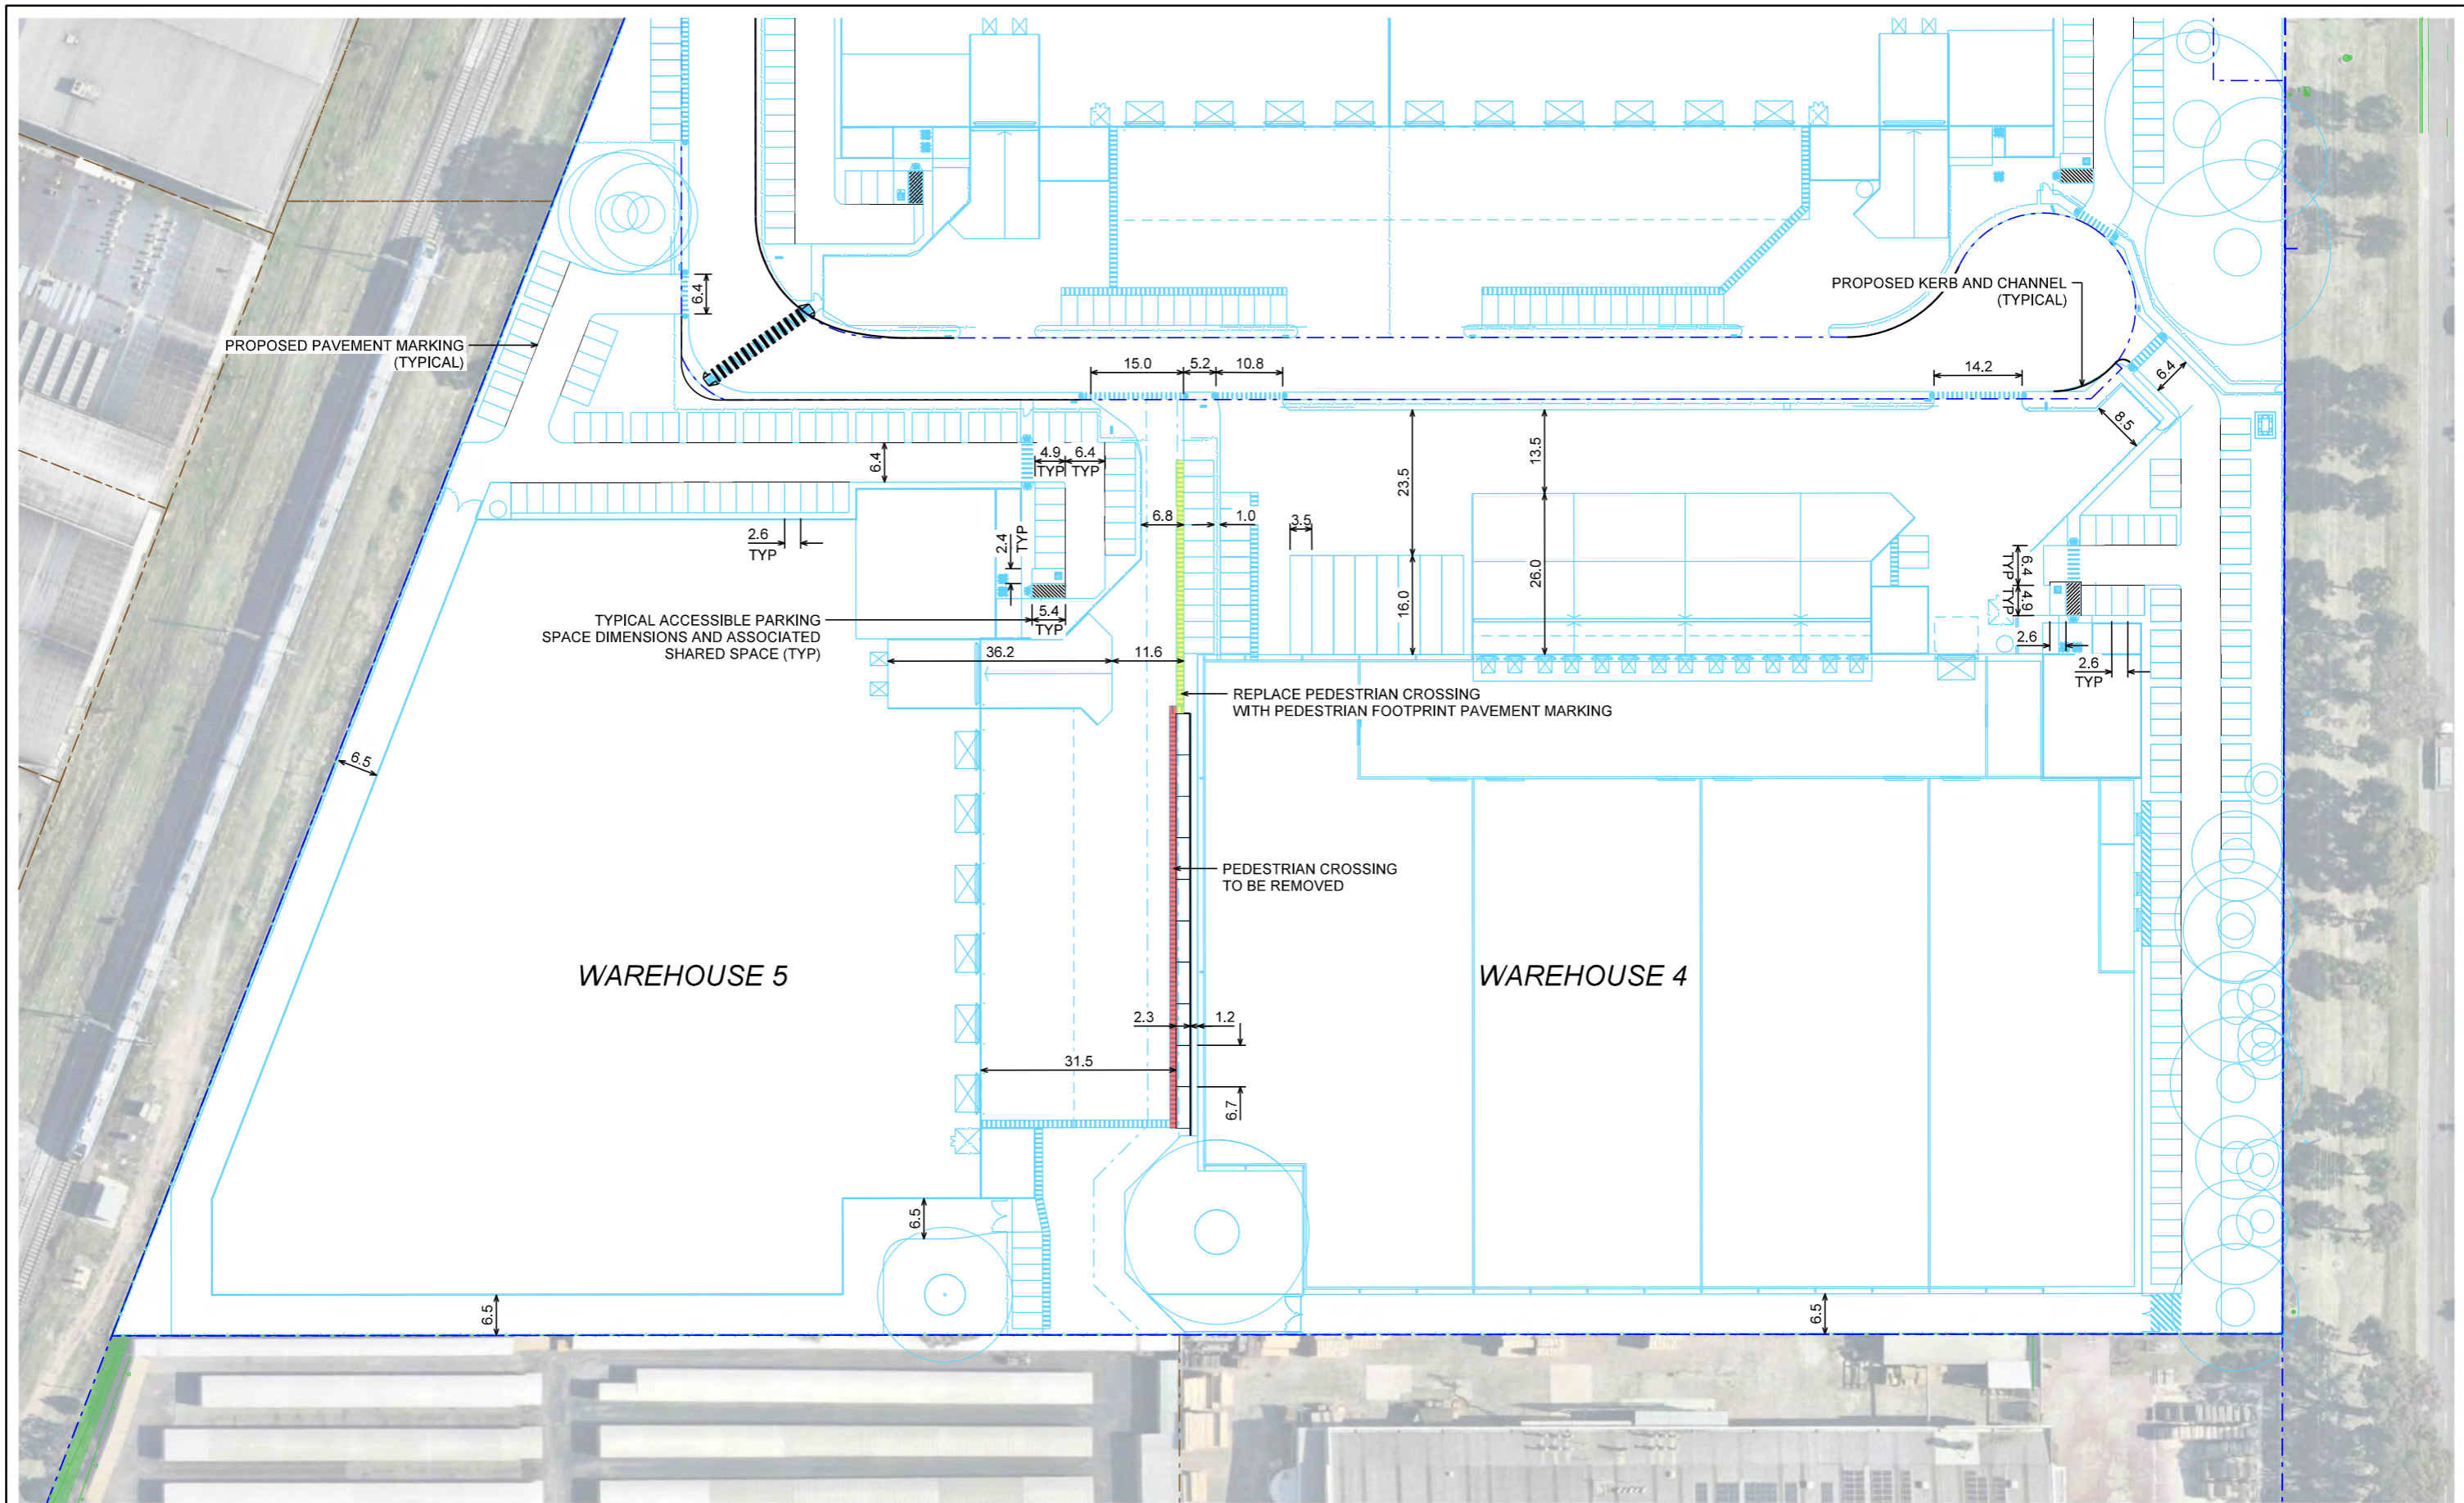 PROPOSED KERB AND CHANNEL
(TYPICAL)
6.4
PROPOSED PAVEMENT MARKING
(TYPICAL)
15.0
5.2
10.8
14.2
6.4
8.5
6.4
4.9
TYP
6.4
TYP
23.5
13.5
6.8
1.0
3.5
2.6
TYP
2.4
TYP
26.0
16.0
6.4
TYP
4.9
TYP
5.4
TYP
TYPICAL ACCESSIBLE PARKING
SPACE DIMENSIONS AND ASSOCIATED
SHARED SPACE (TYP)
36.2
11.6
2.6
2.6
TYP
REPLACE PEDESTRIAN CROSSING
WITH PEDESTRIAN FOOTPRINT PAVEMENT MARKING
6.5
PEDESTRIAN CROSSING
TO BE REMOVED
WAREHOUSE 5
WAREHOUSE 4
2.3
1.2
31.5
6.7
6.5
6.5
6.5